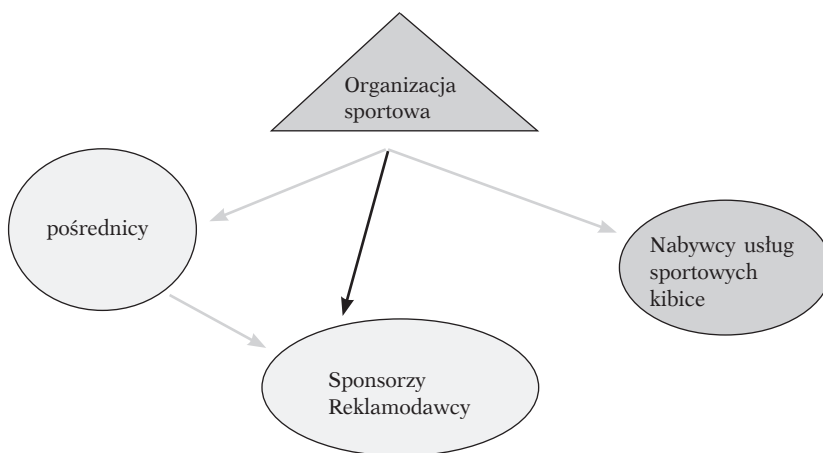 Organizacja
sportowa
pośrednicy
Nabywcy usług
sportowych
kibice
Sponsorzy
Reklamodawcy